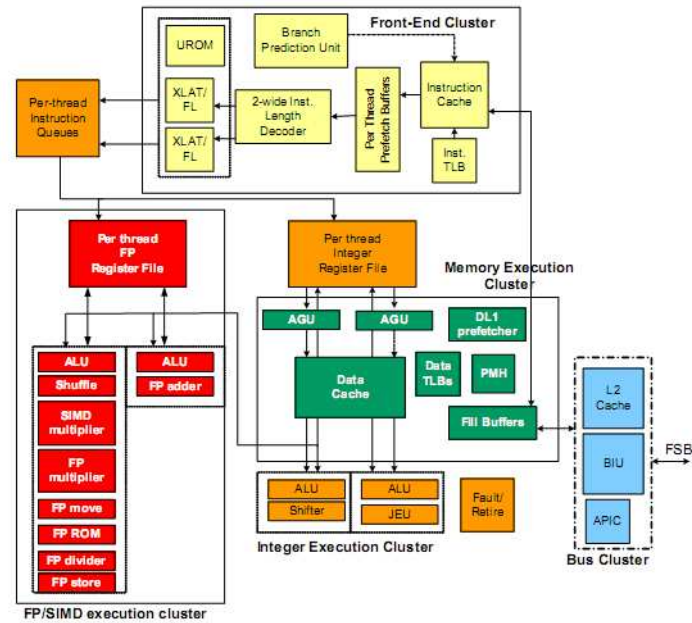 Front-End Cluster
UROM
Branch
Prediction Unit
Per-thread
Instruction
Queues
XLAT/
FL
XLAT/
FL
2-wide Inst.
Length
Decoder
Per Thread
Prefetch Buffers
Instruction
Cache
Inst.
TLB
Per thread
FP
Register File
Per thread
Integer
Register File
Memory Execution
Cluster
AGU
AGU
DL1
prefetcher
Data
Cache
Data
TLBs
PMH
Fill Buffers
ALU
Shuffle
SIMD
multiplier
FP
multiplier
FP move
FP ROM
FP divider
FP store
ALU
FP adder
FP/SIMD execution cluster
ALU
Shifter
ALU
JEU
Integer Execution Cluster
Fault/
Retire
L2
Cache
BIU
APIC
FSB
Bus Cluster